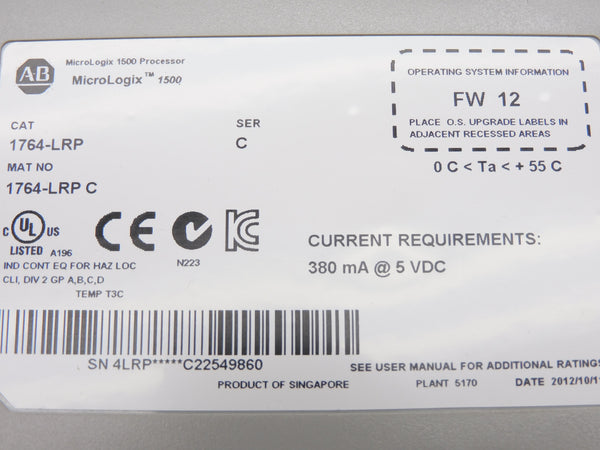 AB
MicroLogix 1500 Processor
MicroLogix™ 1500
OPERATING SYSTEM INFORMATION
FW 12
PLACE O.S. UPGRADE LABELS IN
ADJACENT RECESSED AREAS
CAT SER
1764-LRP C
0 C < Ta < + 55 C
MAT NO
1764-LRP C
C UL US
LISTED A196
CE
N223
IND CONT EQ FOR HAZ LOC
CLI, DIV 2 GP A,B,C,D
TEMP T3C
CURRENT REQUIREMENTS:
380 mA @ 5 VDC
SN 4LRP*****C22549860
SEE USER MANUAL FOR ADDITIONAL RATINGS
PRODUCT OF SINGAPORE PLANT 5170 DATE 2012/10/1